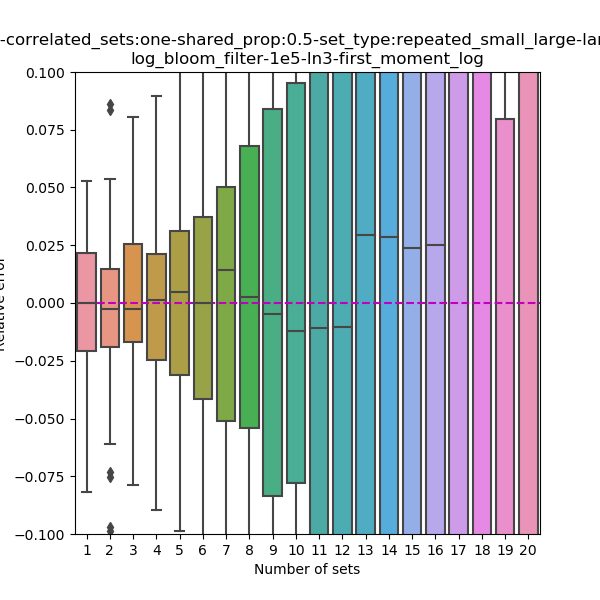 -correlated_sets:one-shared_prop:0.5-set_type:repeated_small_large-lar
log_bloom_filter-1e5-ln3-first_moment_log
0.100
0.075
0.050
0.025
0.000
−0.025
−0.050
−0.075
−0.100
Relative error
1 2 3 4 5 6 7 8 9 10 11 12 13 14 15 16 17 18 19 20
Number of sets